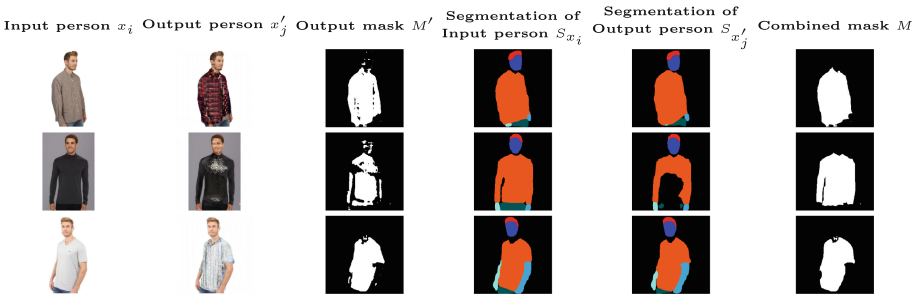 Input person x_i
Output person x'_j
Output mask M'
Segmentation of
Input person S_{x_i}
Segmentation of
Output person S_{x'_j}
Combined mask M